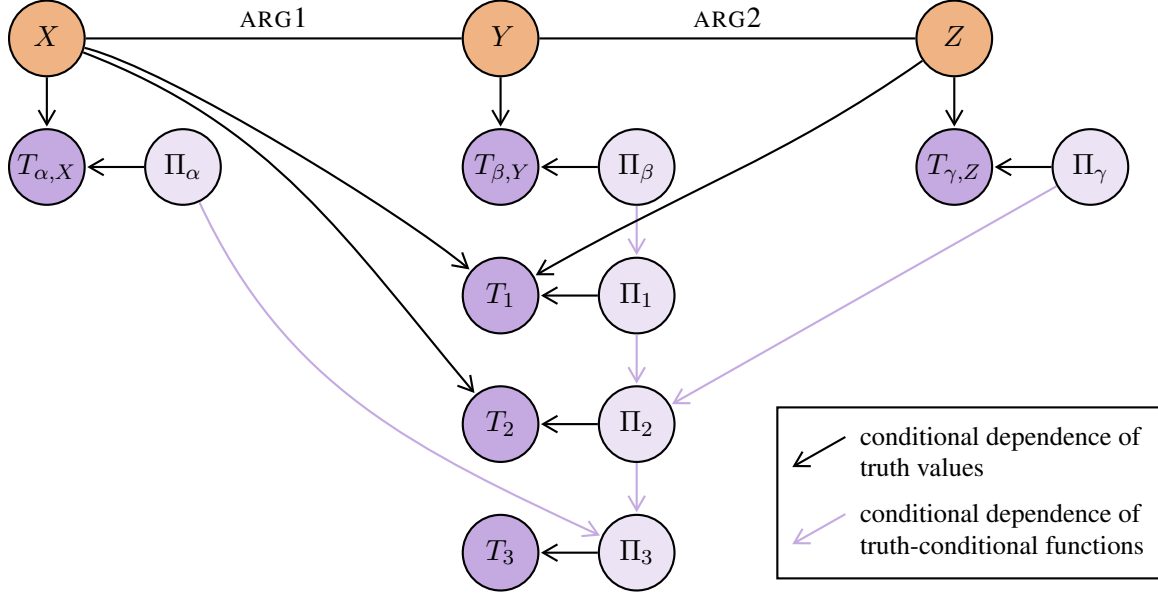 X ARG1 Y ARG2 Z
T_{α,X} Π_α T_{β,Y} Π_β T_{γ,Z} Π_γ
T_1 Π_1
T_2 Π_2
conditional dependence of
truth values
conditional dependence of
truth-conditional functions
T_3 Π_3